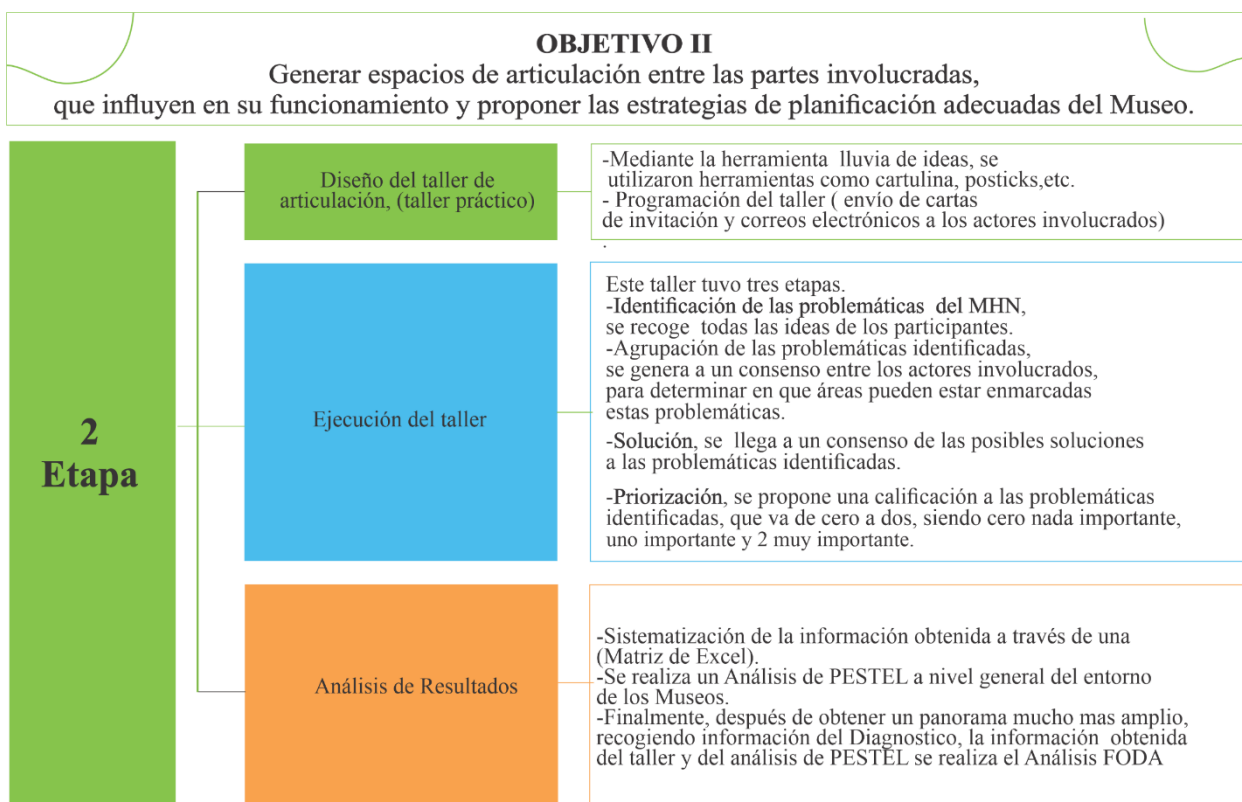 OBJETIVO II
Generar espacios de articulación entre las partes involucradas,
que influyen en su funcionamiento y proponer las estrategias de planificación adecuadas del Museo.
2
Etapa
Diseño del taller de
articulación, (taller práctico)
-Mediante la herramienta lluvia de ideas, se
utilizaron herramientas como cartulina, posticks,etc.
- Programación del taller ( envío de cartas
de invitación y correos electrónicos a los actores involucrados)
.
Ejecución del taller
Este taller tuvo tres etapas.
-Identificación de las problemáticas del MHN,
se recoge todas las ideas de los participantes.
-Agrupación de las problemáticas identificadas,
se genera a un consenso entre los actores involucrados,
para determinar en que áreas pueden estar enmarcadas
estas problemáticas.
-Solución, se llega a un consenso de las posibles soluciones
a las problemáticas identificadas.
-Priorización, se propone una calificación a las problemáticas
identificadas, que va de cero a dos, siendo cero nada importante,
uno importante y 2 muy importante.
Análisis de Resultados
-Sistematización de la información obtenida a través de una
(Matriz de Excel).
-Se realiza un Análisis de PESTEL a nivel general del entorno
de los Museos.
-Finalmente, después de obtener un panorama mucho mas amplio,
recogiendo información del Diagnostico, la información obtenida
del taller y del análisis de PESTEL se realiza el Análisis FODA